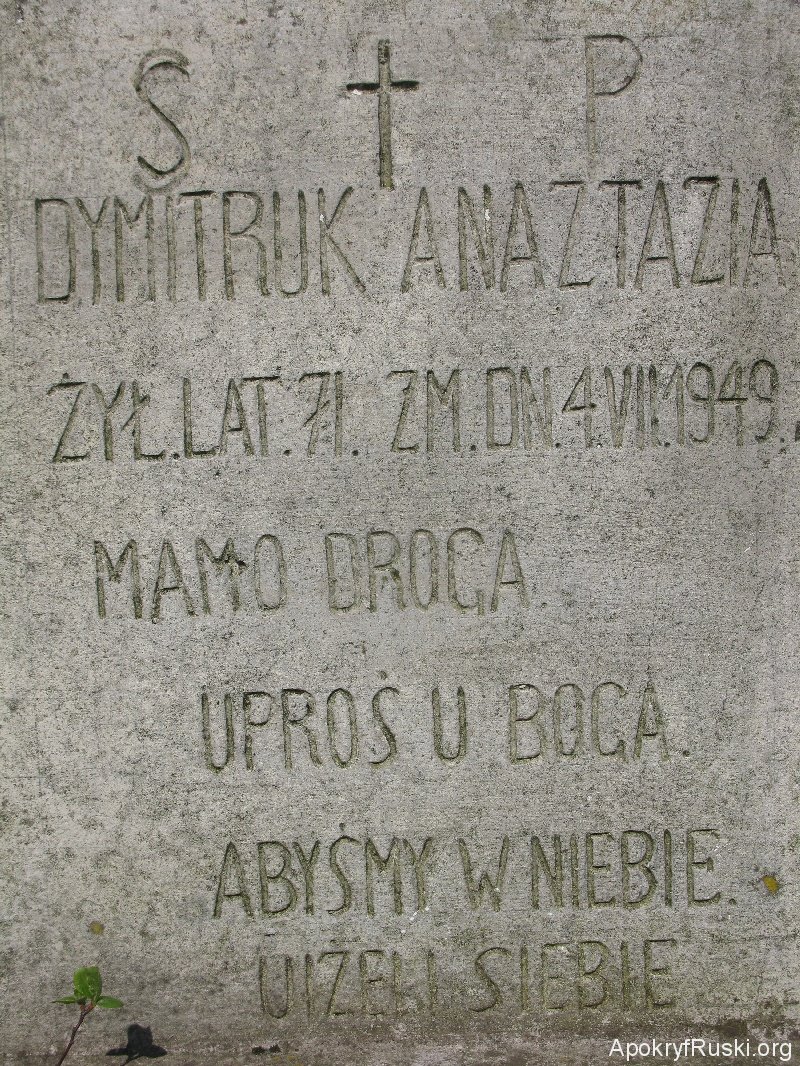 S P
DYMITRUK ANAZTAZIA
ŻYŁ. LAT. 71. ZM. DN. 4. VII. 1949.
MAMO DROGA.
UPROŚ U BOGA.
ABYŚMY W NIEBIE.
UIŻELI SIEBIE
ApokryfRuski.org